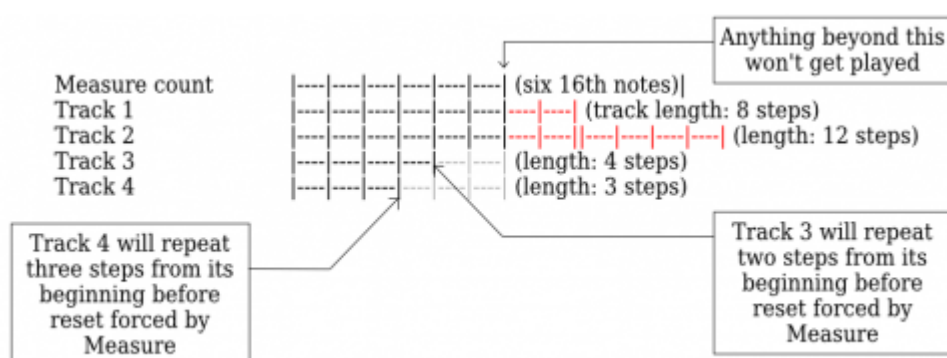 Anything beyond this
won't get played
Measure count |----|----|----|----|----|----| (six 16th notes)|
Track 1 |----|----|----|----|----|----|----|----| (track length: 8 steps)
Track 2 |----|----|----|----|----|----|----|----||----|----|----|----| (length: 12 steps)
Track 3 |----|----|----|----|----|----| (length: 4 steps)
Track 4 |----|----|----|----|----|----| (length: 3 steps)
Track 4 will repeat
three steps from its
beginning before
reset forced by
Measure
Track 3 will repeat
two steps from its
beginning before
reset forced by
Measure